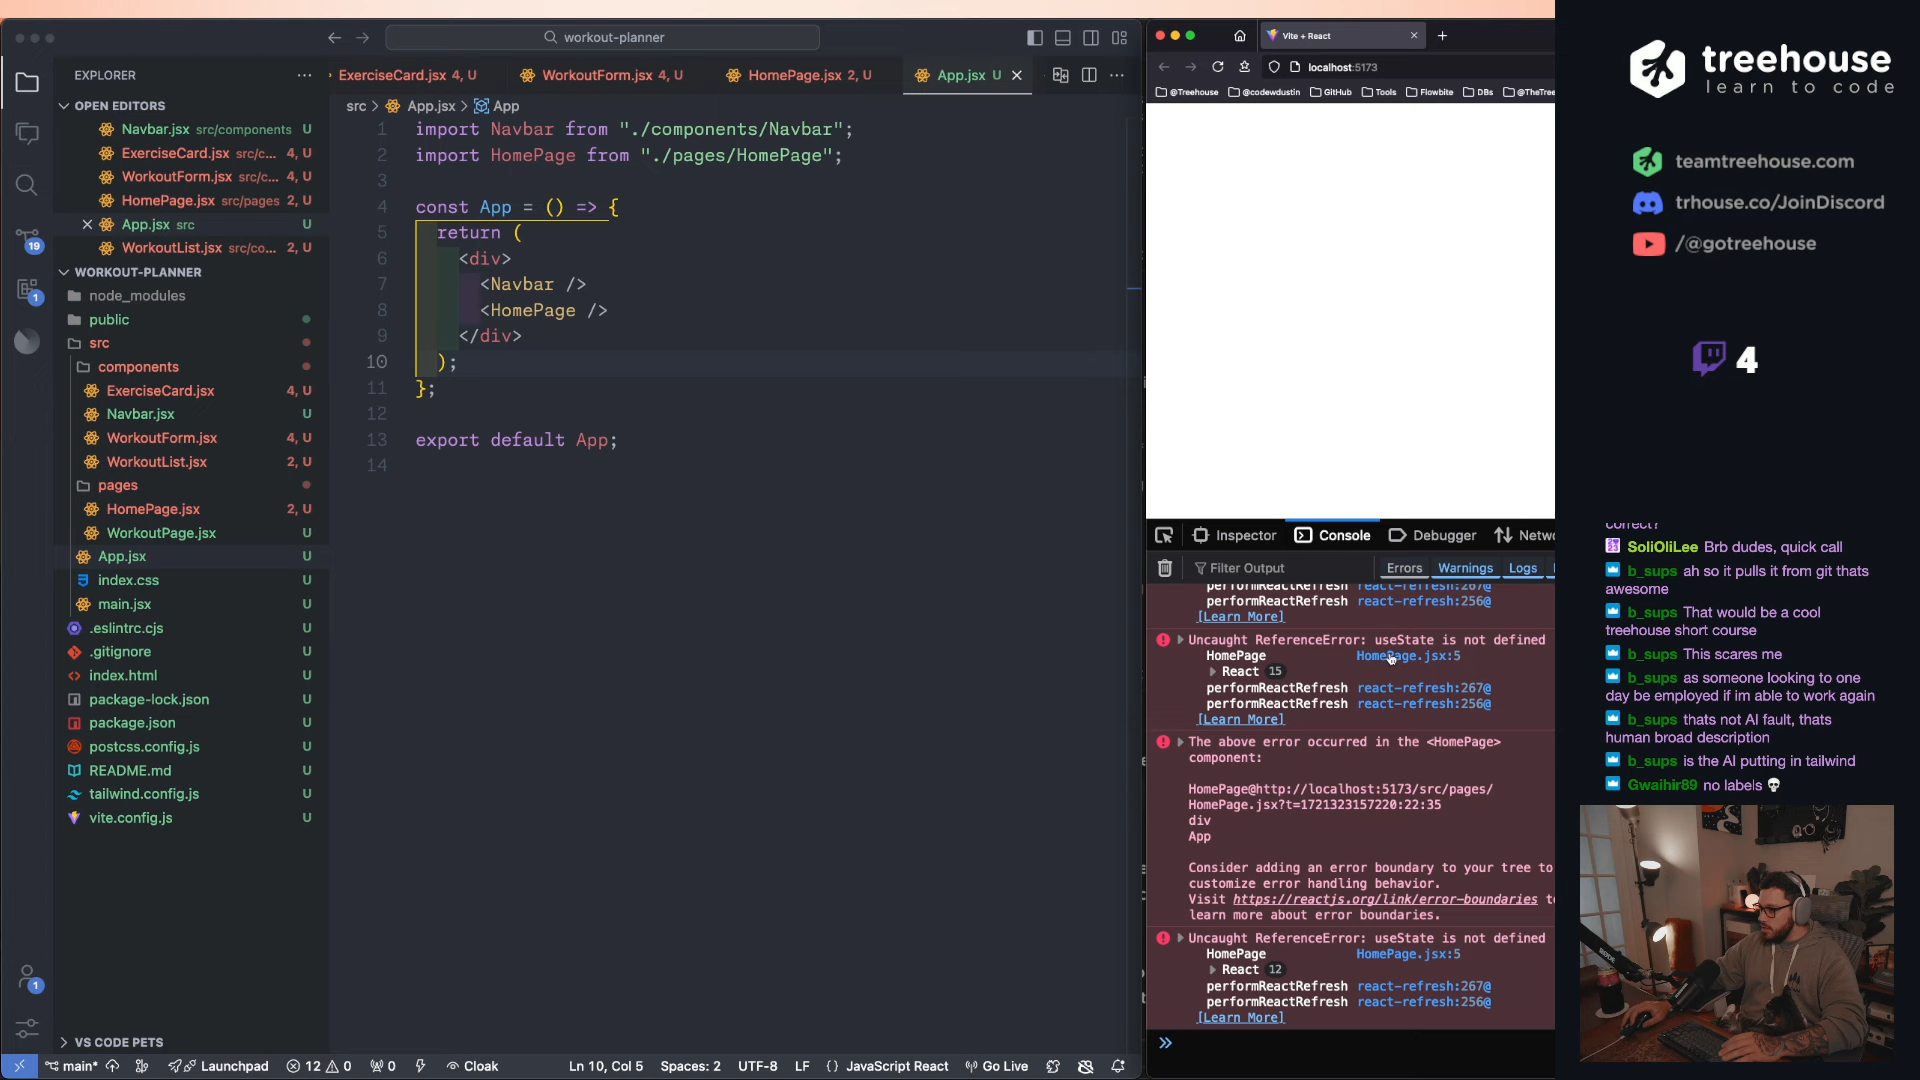 workout-planner
EXPLORER
OPEN EDITORS
Navbar.jsx src/components U
ExerciseCard.jsx src/c... 4, U
WorkoutForm.jsx src/c... 4, U
HomePage.jsx src/pages 2, U
App.jsx src U
WorkoutList.jsx src/co... 2, U
WORKOUT-PLANNER
node_modules
public
src
components
ExerciseCard.jsx 4, U
Navbar.jsx U
WorkoutForm.jsx 4, U
WorkoutList.jsx 2, U
pages
HomePage.jsx 2, U
WorkoutPage.jsx U
App.jsx U
index.css U
main.jsx U
.eslintrc.cjs U
.gitignore U
index.html U
package-lock.json U
package.json U
postcss.config.js U
README.md U
tailwind.config.js U
vite.config.js U
VS CODE PETS
19
1
1
ExerciseCard.jsx 4, U
WorkoutForm.jsx 4, U
HomePage.jsx 2, U
App.jsx U
src > App.jsx > App
1 import Navbar from "./components/Navbar";
2 import HomePage from "./pages/HomePage";
3
4 const App = () => {
5 return (
6 <div>
7 <Navbar />
8 <HomePage />
9 </div>
10 );
11 };
12
13 export default App;
14
main* Launchpad 12 0 0 Cloak Ln 10, Col 5 Spaces: 2 UTF-8 LF {} JavaScript React Go Live
Vite + React
localhost:5173
@Treehouse @codewdustin GitHub Tools Flowbite DBs @TheTree
Inspector Console Debugger Netw
Filter Output Errors Warnings Logs
performReactRefresh react-refresh:267@
performReactRefresh react-refresh:256@
[Learn More]
Uncaught ReferenceError: useState is not defined
HomePage HomePage.jsx:5
React 15
performReactRefresh react-refresh:267@
performReactRefresh react-refresh:256@
[Learn More]
The above error occurred in the <HomePage>
component:
HomePage@http://localhost:5173/src/pages/
HomePage.jsx?t=1721323157220:22:35
div
App
Consider adding an error boundary to your tree to
customize error handling behavior.
Visit https://reactjs.org/link/error-boundaries to
learn more about error boundaries.
Uncaught ReferenceError: useState is not defined
HomePage HomePage.jsx:5
React 12
performReactRefresh react-refresh:267@
performReactRefresh react-refresh:256@
[Learn More]
treehouse
learn to code
teamtreehouse.com
trhouse.co/JoinDiscord
/@gotreehouse
4
correct?
SoliOliLee Brb dudes, quick call
b_sups ah so it pulls it from git thats
awesome
b_sups That would be a cool
treehouse short course
b_sups This scares me
b_sups as someone looking to one
day be employed if im able to work again
b_sups thats not AI fault, thats
human broad description
b_sups is the AI putting in tailwind
Gwaihir89 no labels 💀